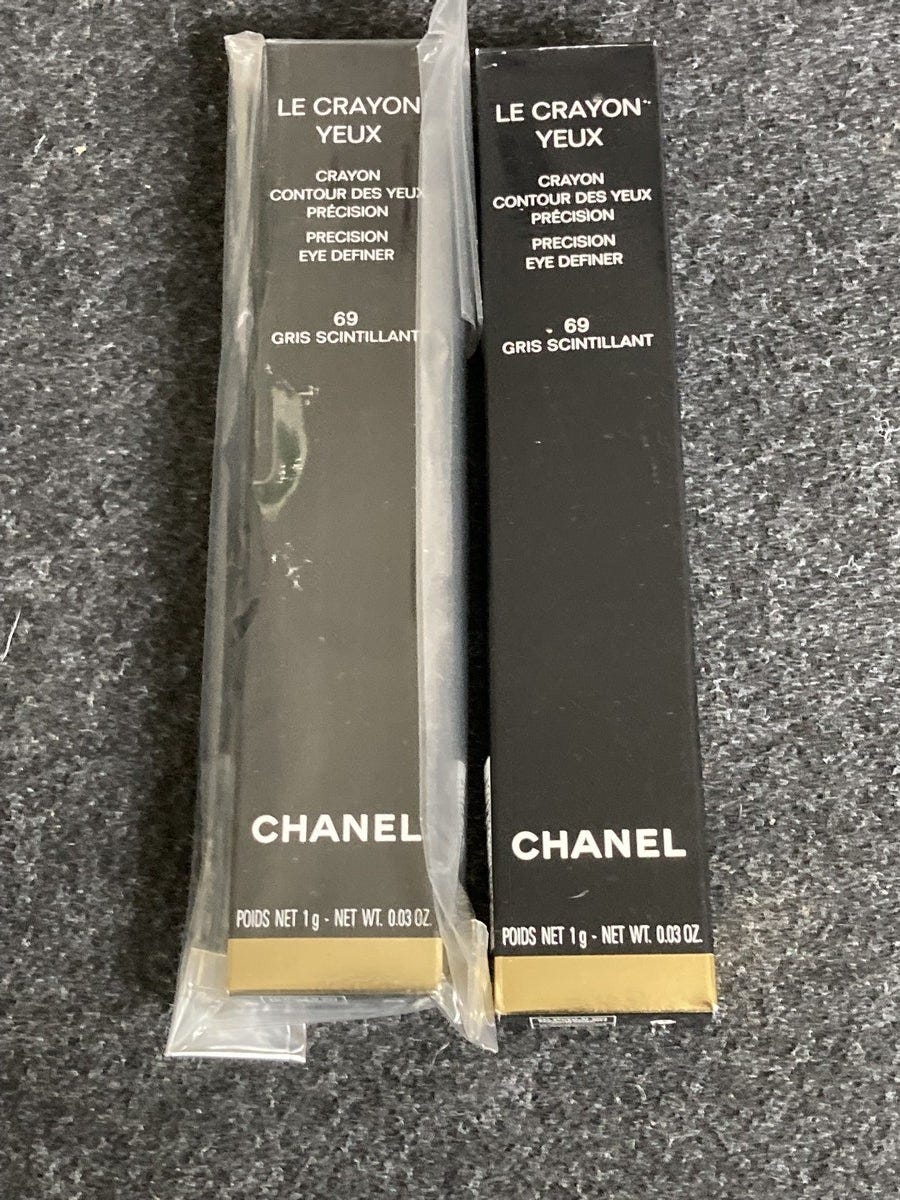 LE CRAYON
YEUX
CRAYON
CONTOUR DES YEUX
PRÉCISION
PRECISION
EYE DEFINER
69
GRIS SCINTILLANT
CHANEL
POIDS NET 1 g - NET WT. 0.03 OZ.
LE CRAYON
YEUX
CRAYON
CONTOUR DES YEUX
PRÉCISION
PRECISION
EYE DEFINER
69
GRIS SCINTILLANT
CHANEL
POIDS NET 1 g - NET WT. 0.03 OZ.